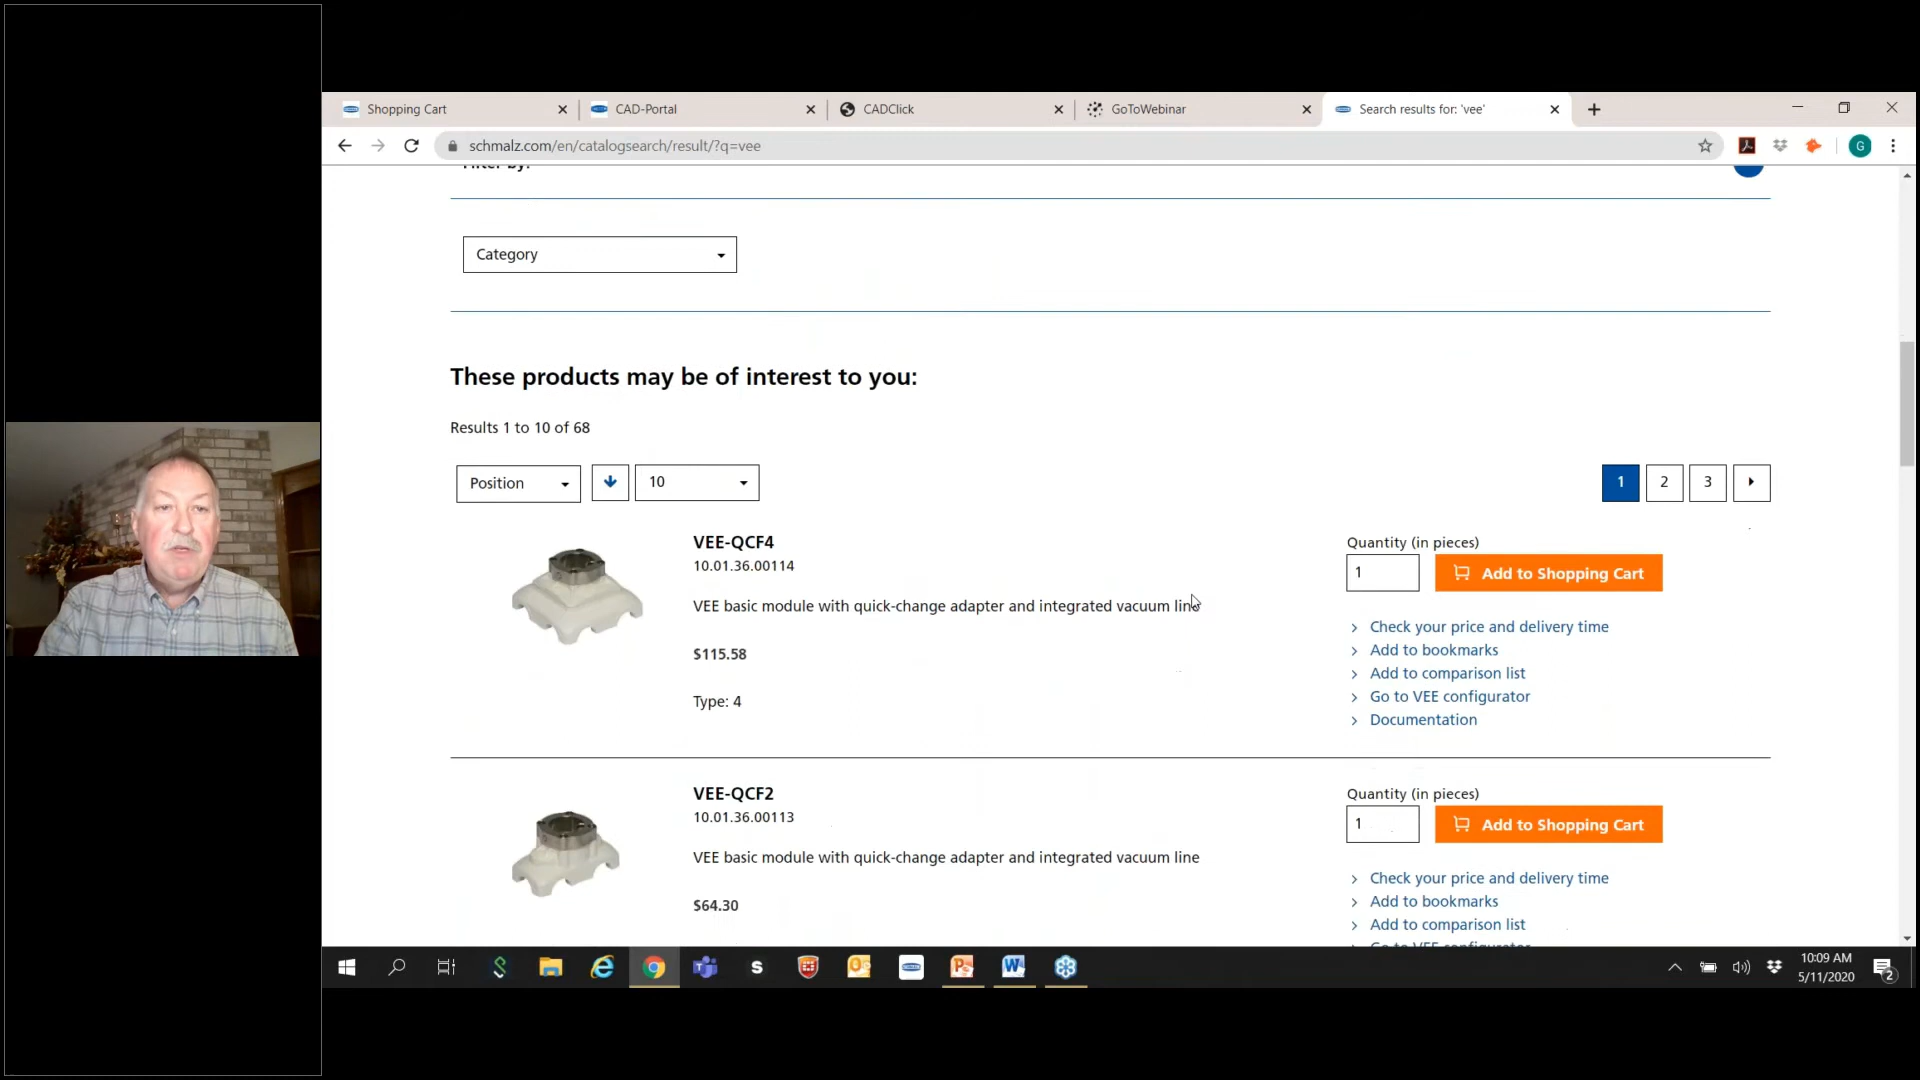 Shopping Cart
CAD-Portal
CADClick
GoToWebinar
Search results for: 'vee'
schmalz.com/en/catalogsearch/result/?q=vee
G
Filter by:
Category
These products may be of interest to you:
Results 1 to 10 of 68
Position
10
1
2
3
VEE-QCF4
10.01.36.00114
VEE basic module with quick-change adapter and integrated vacuum line
$115.58
Type: 4
Quantity (in pieces)
1
Add to Shopping Cart
Check your price and delivery time
Add to bookmarks
Add to comparison list
Go to VEE configurator
Documentation
VEE-QCF2
10.01.36.00113
VEE basic module with quick-change adapter and integrated vacuum line
$64.30
Quantity (in pieces)
1
Add to Shopping Cart
Check your price and delivery time
Add to bookmarks
Add to comparison list
Go to VEE configurator
10:09 AM
5/11/2020
2